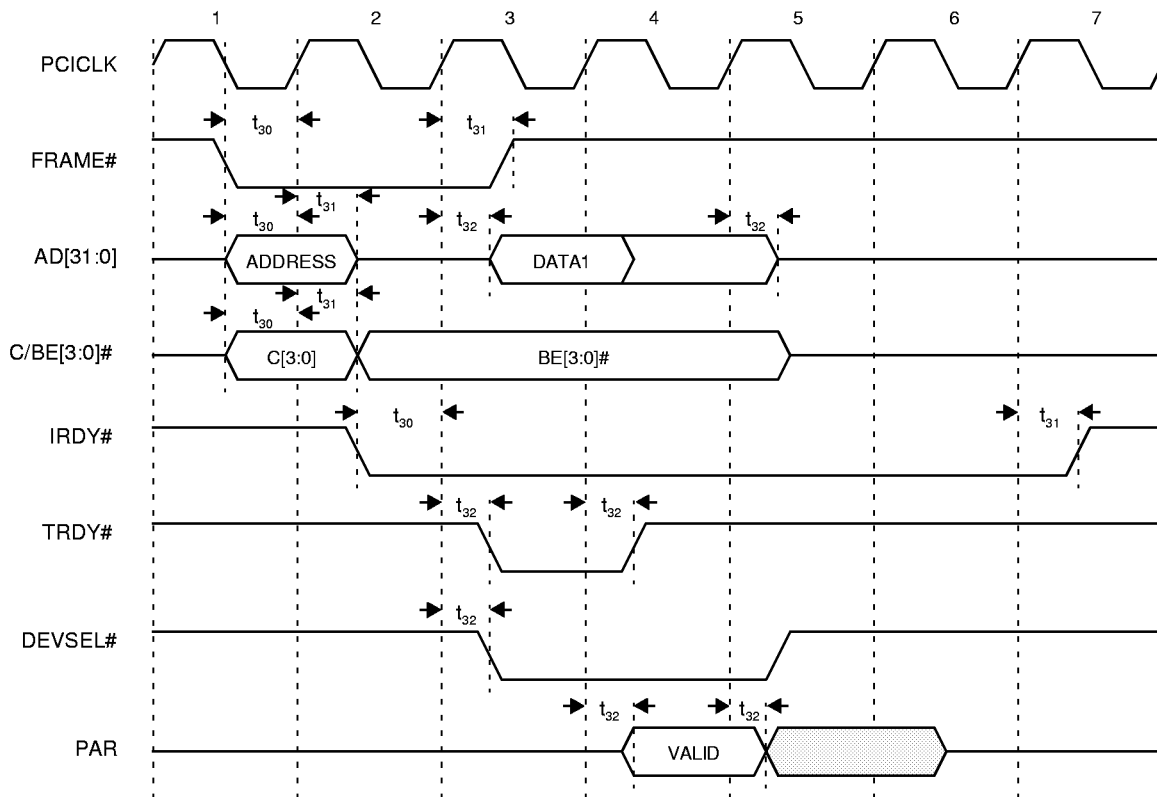 1 2 3 4 5 6 7
PCICLK
t30 t31
FRAME#
t31
t30 t32 t32
AD[31:0] ADDRESS DATA1
t31
t30
C/BE[3:0]# C[3:0] BE[3:0]#
t30 t31
IRDY#
t32 t32
TRDY#
t32
DEVSEL#
t32 t32
PAR VALID